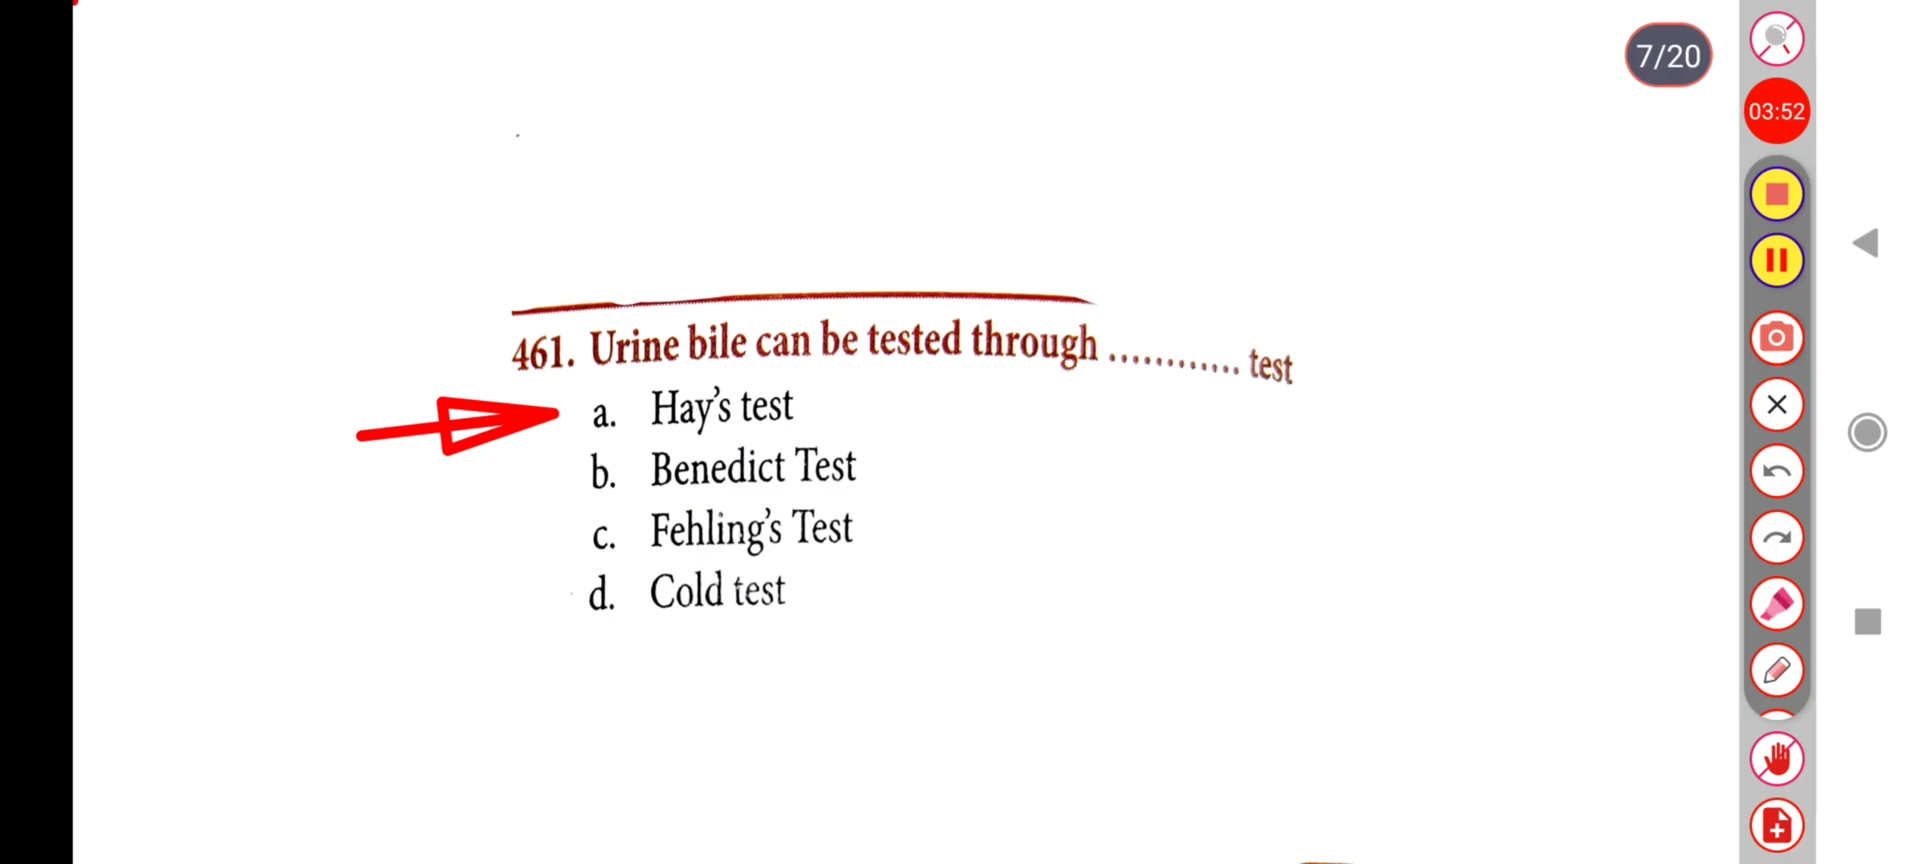 7/20
03:52
461. Urine bile can be tested through ............ test
a. Hay's test
b. Benedict Test
c. Fehling's Test
d. Cold test